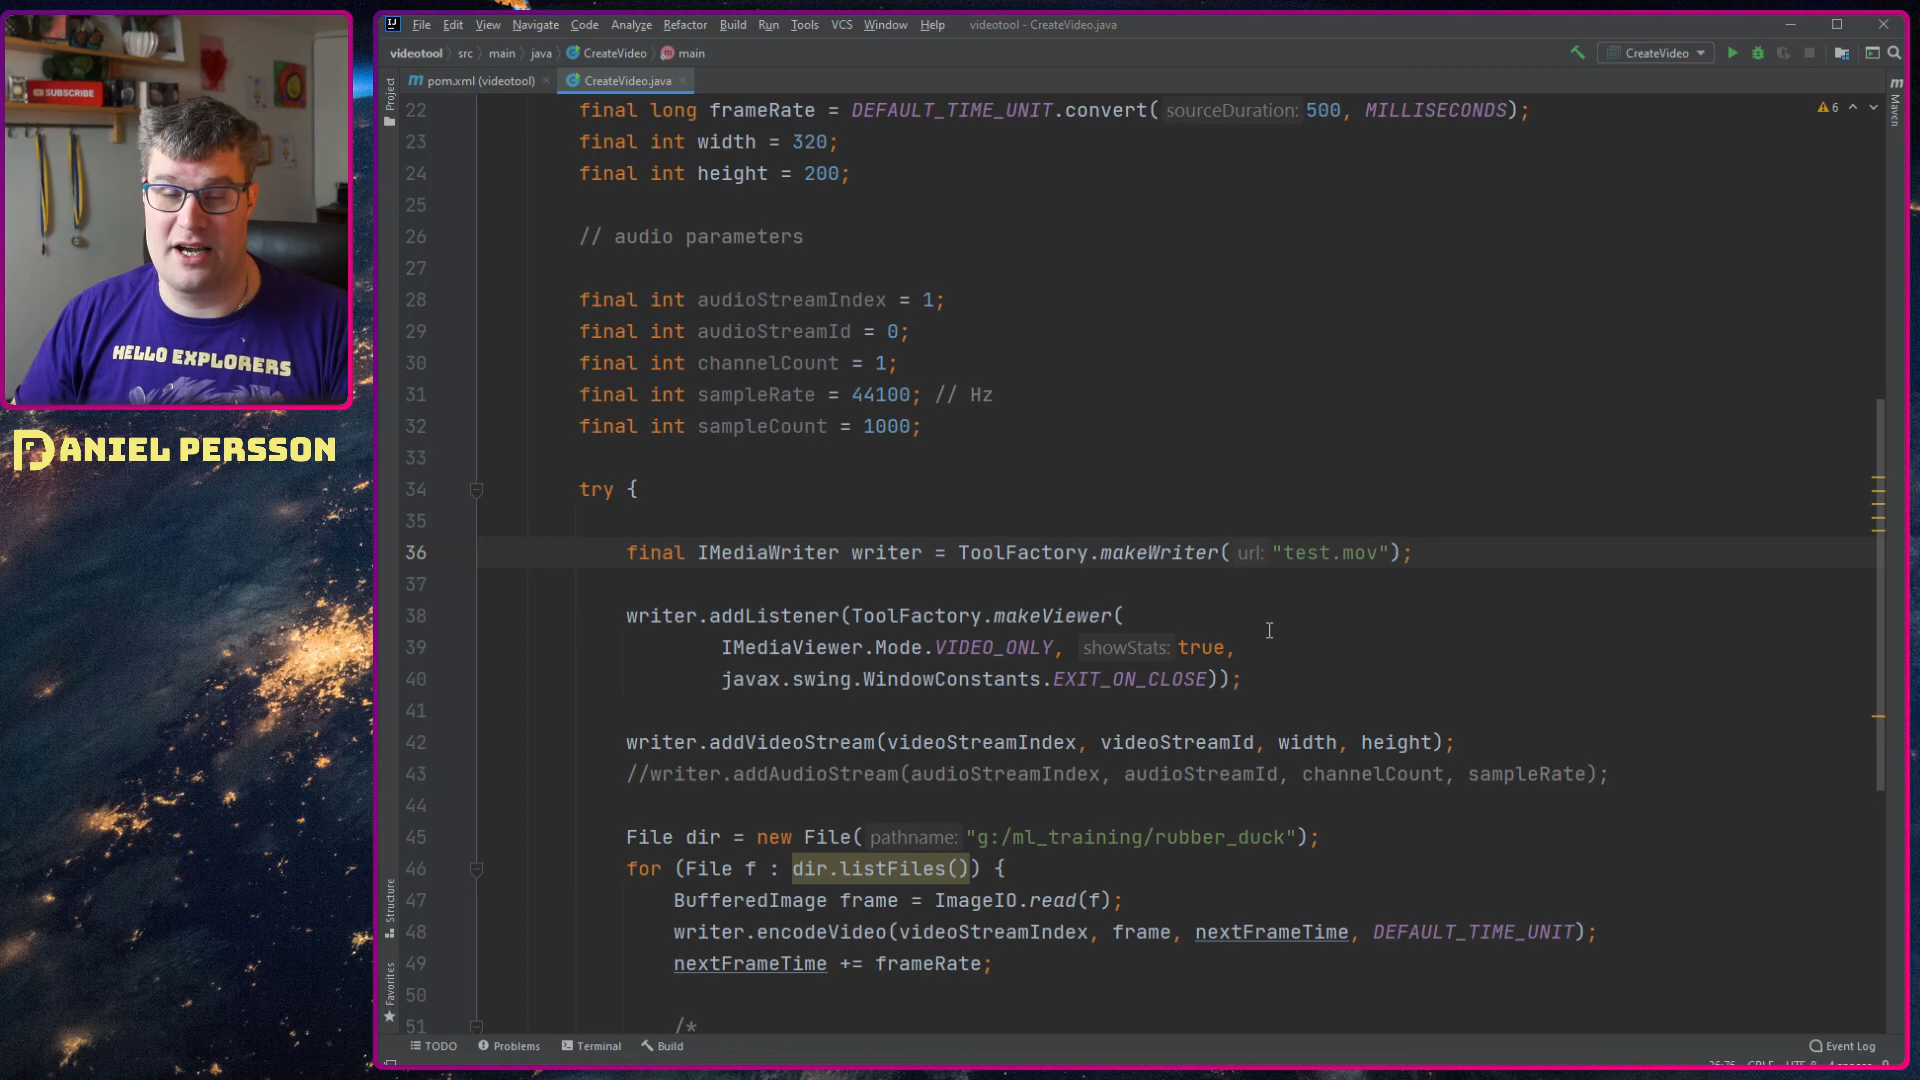 SUBSCRIBE
HELLO EXPLORERS
DANIEL PERSSON
File Edit View Navigate Code Analyze Refactor Build Run Tools VCS Window Help videotool - CreateVideo.java
videotool src main java CreateVideo main
CreateVideo
pom.xml (videotool) CreateVideo.java
Project
Maven
6
22 final long frameRate = DEFAULT_TIME_UNIT.convert( sourceDuration: 500, MILLISECONDS);
23 final int width = 320;
24 final int height = 200;
25
26 // audio parameters
27
28 final int audioStreamIndex = 1;
29 final int audioStreamId = 0;
30 final int channelCount = 1;
31 final int sampleRate = 44100; // Hz
32 final int sampleCount = 1000;
33
34 try {
35
36 final IMediaWriter writer = ToolFactory.makeWriter( url: "test.mov");
37
38 writer.addListener(ToolFactory.makeViewer(
39 IMediaViewer.Mode.VIDEO_ONLY, showStats: true,
40 javax.swing.WindowConstants.EXIT_ON_CLOSE));
41
42 writer.addVideoStream(videoStreamIndex, videoStreamId, width, height);
43 //writer.addAudioStream(audioStreamIndex, audioStreamId, channelCount, sampleRate);
44
45 File dir = new File( pathname: "g:/ml_training/rubber_duck");
46 for (File f : dir.listFiles()) {
47 BufferedImage frame = ImageIO.read(f);
48 writer.encodeVideo(videoStreamIndex, frame, nextFrameTime, DEFAULT_TIME_UNIT);
49 nextFrameTime += frameRate;
50
51 /*
Structure
Favorites
TODO Problems Terminal Build Event Log